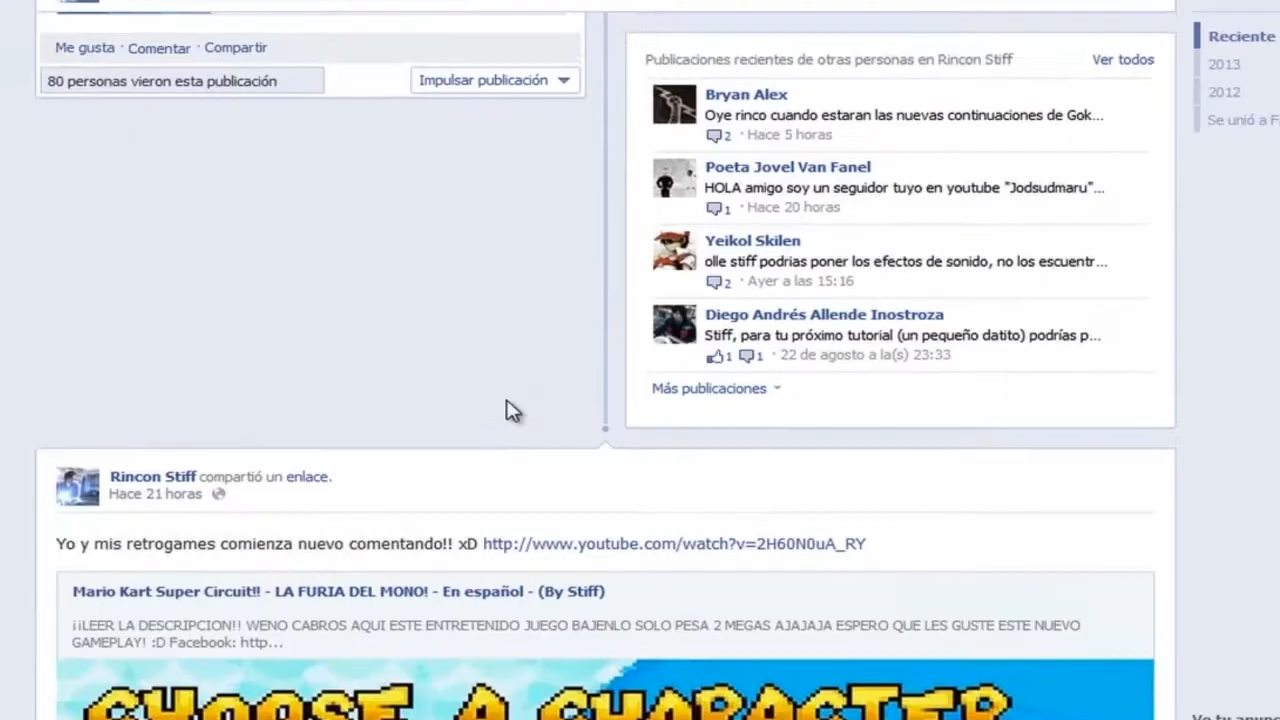 Me gusta · Comentar · Compartir
80 personas vieron esta publicación
Impulsar publicación
Publicaciones recientes de otras personas en Rincon Stiff
Ver todos
Bryan Alex
Oye rinco cuando estaran las nuevas continuaciones de Gok...
2 · Hace 5 horas
Poeta Jovel Van Fanel
HOLA amigo soy un seguidor tuyo en youtube "Jodsudmaru"...
1 · Hace 20 horas
Yeikol Skilen
olle stiff podrias poner los efectos de sonido, no los escuentr...
2 · Ayer a las 15:16
Diego Andrés Allende Inostroza
Stiff, para tu próximo tutorial (un pequeño datito) podrías p...
1 1 · 22 de agosto a la(s) 23:33
Más publicaciones
Reciente
2013
2012
Se unió a F
Rincon Stiff compartió un enlace.
Hace 21 horas
Yo y mis retrogames comienza nuevo comentando!! xD http://www.youtube.com/watch?v=2H60N0uA_RY
Mario Kart Super Circuit!! - LA FURIA DEL MONO! - En español - (By Stiff)
¡¡LEER LA DESCRIPCION!! WENO CABROS AQUI ESTE ENTRETENIDO JUEGO BAJENLO SOLO PESA 2 MEGAS AJAJAJA ESPERO QUE LES GUSTE ESTE NUEVO
GAMEPLAY! :D Facebook: http...
CHOOSE A CHARACTER